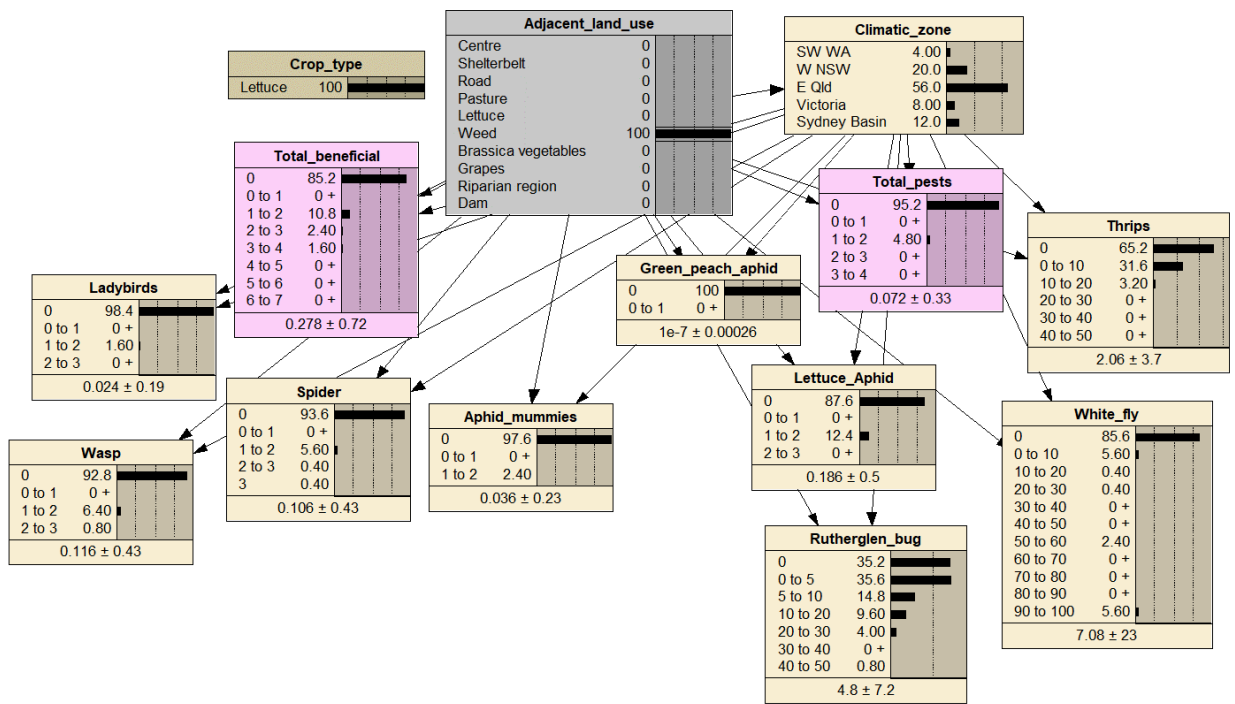 Adjacent_land_use
Centre 0
Shelterbelt 0
Road 0
Pasture 0
Lettuce 0
Weed 100
Brassica vegetables 0
Grapes 0
Riparian region 0
Dam 0
Climatic_zone
SW WA 4.00
W NSW 20.0
E Qld 56.0
Victoria 8.00
Sydney Basin 12.0
Crop_type
Lettuce 100
Total_beneficial
0 85.2
0 to 1 0 +
1 to 2 10.8
2 to 3 2.40
3 to 4 1.60
4 to 5 0 +
5 to 6 0 +
6 to 7 0 +
0.278 ± 0.72
Total_pests
0 95.2
0 to 1 0 +
1 to 2 4.80
2 to 3 0 +
3 to 4 0 +
0.072 ± 0.33
Thrips
0 65.2
0 to 10 31.6
10 to 20 3.20
20 to 30 0 +
30 to 40 0 +
40 to 50 0 +
2.06 ± 3.7
Green_peach_aphid
0 100
0 to 1 0 +
1e-7 ± 0.00026
Ladybirds
0 98.4
0 to 1 0 +
1 to 2 1.60
2 to 3 0 +
0.024 ± 0.19
Spider
0 93.6
0 to 1 0 +
1 to 2 5.60
2 to 3 0.40
3 0.40
0.106 ± 0.43
Aphid_mummies
0 97.6
0 to 1 0 +
1 to 2 2.40
0.036 ± 0.23
Lettuce_Aphid
0 87.6
0 to 1 0 +
1 to 2 12.4
2 to 3 0 +
0.186 ± 0.5
White_fly
0 85.6
0 to 10 5.60
10 to 20 0.40
20 to 30 0.40
30 to 40 0 +
40 to 50 0 +
50 to 60 2.40
60 to 70 0 +
70 to 80 0 +
80 to 90 0 +
90 to 100 5.60
7.08 ± 23
Wasp
0 92.8
0 to 1 0 +
1 to 2 6.40
2 to 3 0.80
0.116 ± 0.43
Rutherglen_bug
0 35.2
0 to 5 35.6
5 to 10 14.8
10 to 20 9.60
20 to 30 4.00
30 to 40 0 +
40 to 50 0.80
4.8 ± 7.2